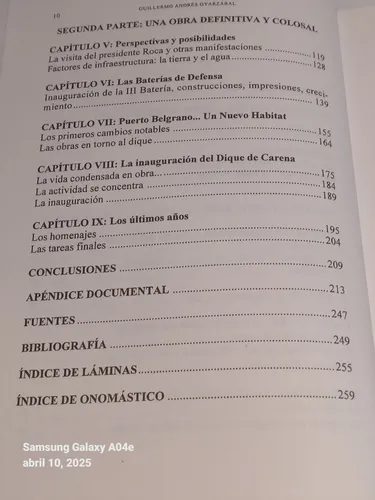 10
GUILLERMO ANDRÉS OYARZÁBAL
SEGUNDA PARTE: UNA OBRA DEFINITIVA Y COLOSAL
CAPÍTULO V: Perspectivas y posibilidades
La visita del presidente Roca y otras manifestaciones ............ 119
Factores de infraestructura: la tierra y el agua ............ 128
CAPÍTULO VI: Las Baterías de Defensa
Inauguración de la III Batería, construcciones, impresiones, creci-
miento ............ 139
CAPÍTULO VII: Puerto Belgrano... Un Nuevo Habitat
Los primeros cambios notables ............ 155
Las obras en torno al dique ............ 164
CAPÍTULO VIII: La inauguración del Dique de Carena
La vida condensada en obra ............ 175
La actividad se concentra ............ 184
La inauguración ............ 189
CAPÍTULO IX: Los últimos años
Los homenajes ............ 195
Las tareas finales ............ 204
CONCLUSIONES ............ 209
APÉNDICE DOCUMENTAL ............ 213
FUENTES ............ 247
BIBLIOGRAFÍA ............ 249
ÍNDICE DE LÁMINAS ............ 255
ÍNDICE DE ONOMÁSTICO ............ 259
Samsung Galaxy A04e
abril 10, 2025